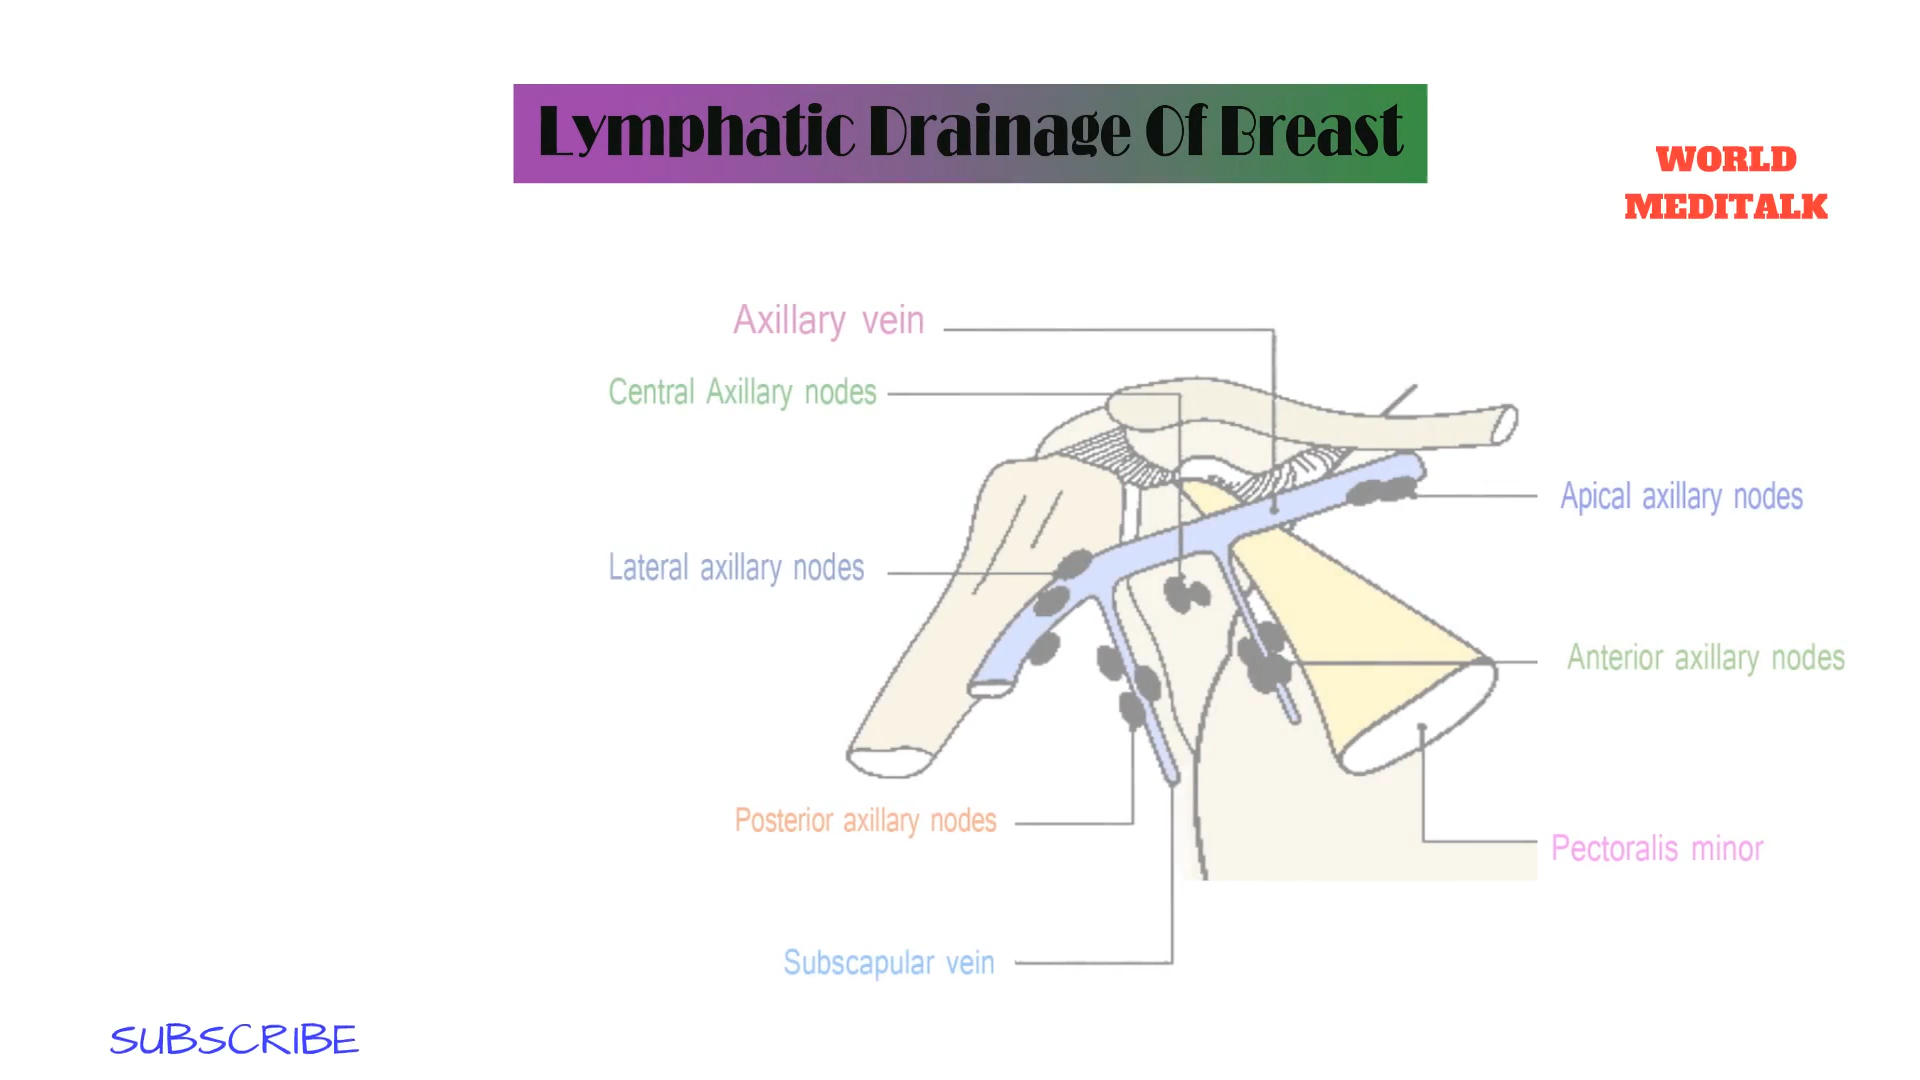 Lymphatic Drainage Of Breast
WORLD
MEDITALK
Axillary vein
Central Axillary nodes
Apical axillary nodes
Lateral axillary nodes
Anterior axillary nodes
Posterior axillary nodes
Pectoralis minor
Subscapular vein
SUBSCRIBE